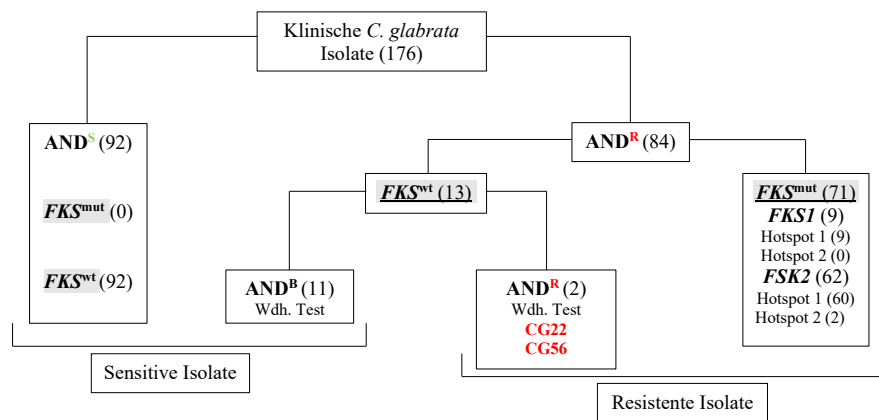 Klinische C. glabrata
Isolate (176)
AND^S (92)
FKS^mut (0)
FKS^wt (92)
AND^R (84)
FKS^wt (13)
FKS^mut (71)
FKS1 (9)
Hotspot 1 (9)
Hotspot 2 (0)
FSK2 (62)
Hotspot 1 (60)
Hotspot 2 (2)
AND^B (11)
Wdh. Test
AND^R (2)
Wdh. Test
CG22
CG56
Sensitive Isolate
Resistente Isolate